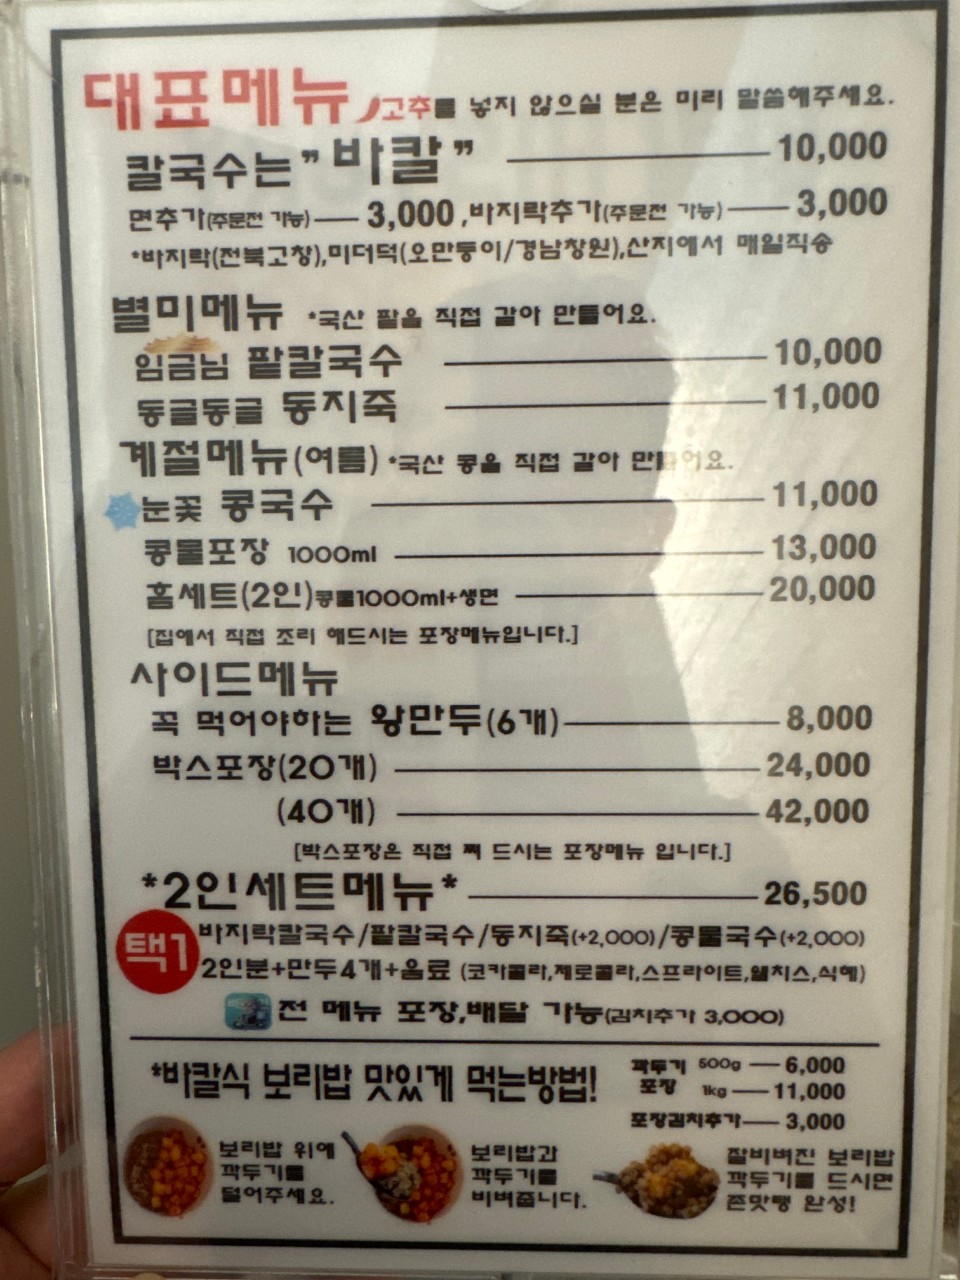 대표메뉴 고추를 넣지 않으실 분은 미리 말씀해주세요.
칼국수는"바칼" 10,000
면추가(주문전 가능) 3,000 ,바지락추가(주문전 가능) 3,000
*바지락(전북고창),미더덕(오만둥이/경남창원),산지에서 매일직송
별미메뉴 *국산 팥을 직접 갈아 만들어요.
임금님 팥칼국수 10,000
동글동글 동지죽 11,000
계절메뉴(여름) *국산 콩을 직접 갈아 만들어요.
눈꽃 콩국수 11,000
콩물포장 1000ml 13,000
홈세트(2인)콩물1000ml+생면 20,000
[집에서 직접 조리 해드시는 포장메뉴입니다.]
사이드메뉴
꼭 먹어야하는 왕만두(6개) 8,000
박스포장(20개) 24,000
(40개) 42,000
[박스포장은 직접 쪄 드시는 포장메뉴 입니다.]
*2인세트메뉴* 26,500
택1 바지락칼국수/팥칼국수/동지죽(+2,000)/콩물국수(+2,000)
2인분+만두4개+음료 (코카콜라,제로콜라,스프라이트,웰치스,식혜)
전 메뉴 포장,배달 가능(김치추가 3,000)
*바칼식 보리밥 맛있게 먹는방법!
깍두기 포장 500g 6,000
1kg 11,000
포장김치추가 3,000
보리밥 위에
깍두기를
덜어주세요.
보리밥과
깍두기를
비벼줍니다.
잘비벼진 보리밥
깍두기를 드시면
존맛탱 완성!